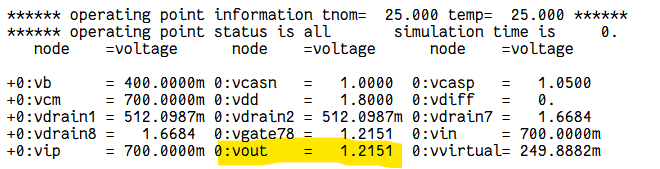 ****** operating point information tnom=  25.000 temp=  25.000 ******
****** operating point status is all       simulation time is     0.
   node    =voltage      node    =voltage      node    =voltage
+0:vb      = 400.0000m 0:vcasn   =   1.0000  0:vcasp   =   1.0500
+0:vcm     = 700.0000m 0:vdd     =   1.8000  0:vdiff   =   0.
+0:vdrain1 = 512.0987m 0:vdrain2 = 512.0987m 0:vdrain7 =   1.6684
+0:vdrain8 =   1.6684  0:vgate78 =   1.2151  0:vin     = 700.0000m
+0:vip     = 700.0000m 0:vout    =   1.2151  0:vvirtual= 249.8882m